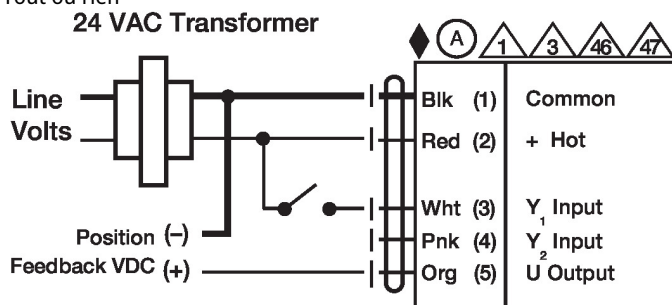 Tout ou rien
24 VAC Transformer
A 1 3 46 47
Line Volts
Blk (1) Common
Red (2) + Hot
Wht (3) Y1 Input
Position (–)
Pnk (4) Y2 Input
Feedback VDC (+)
Org (5) U Output